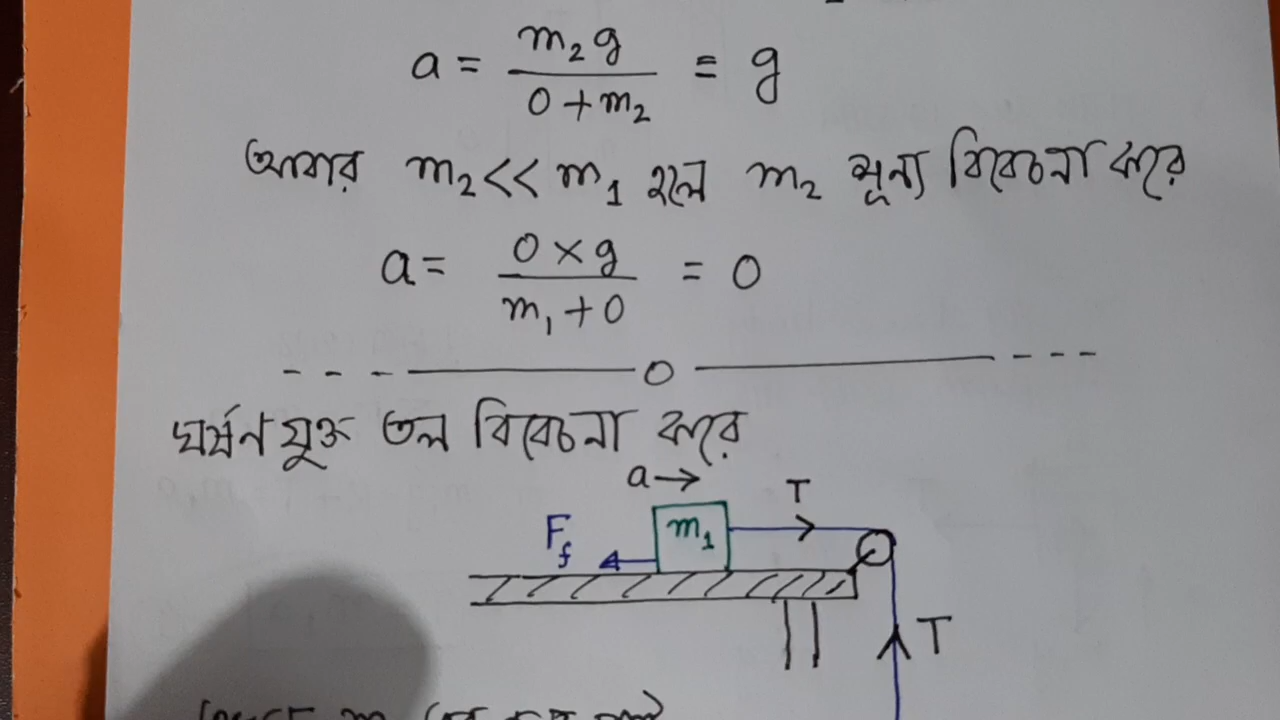 a = m₂g / 0 + m₂ = g
আবার m₂ << m₁ হলে m₂ শূন্য বিবেচনা করে
a = 0 × g / m₁ + 0 = 0
ঘর্ষণ যুক্ত তল বিবেচনা করে
a →
T
F_f
m₁
T